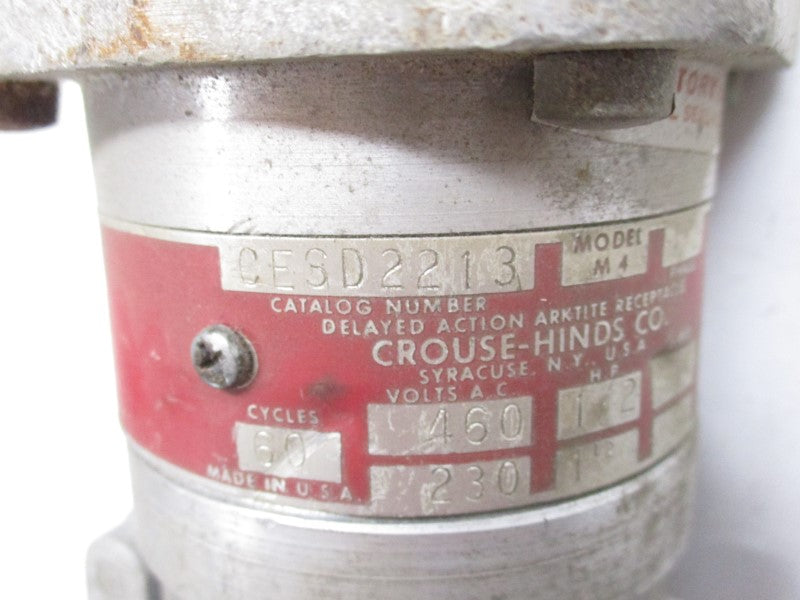 CESD2213 MODEL M4
CATALOG NUMBER
DELAYED ACTION ARKTITE
CROUSE-HINDS CO.
SYRACUSE, N.Y., U.S.A.
VOLTS A.C. H.P.
CYCLES
60 460
230
MADE IN U.S.A.